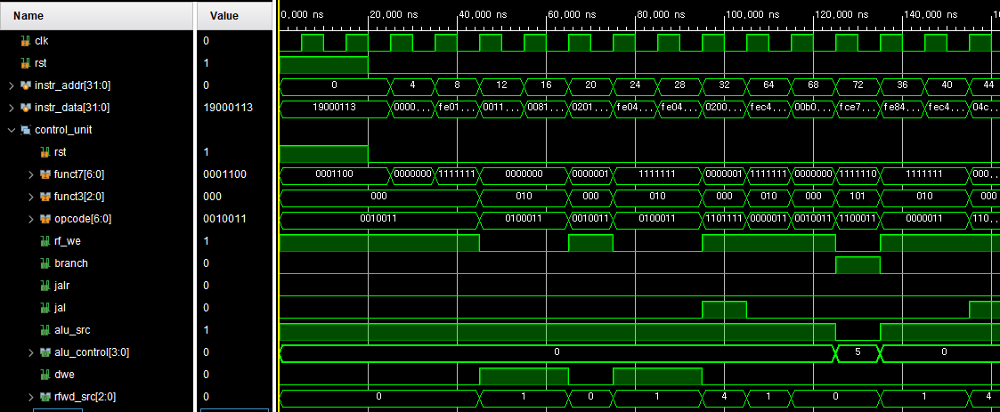 Name Value 0,000 ns 20,000 ns 40,000 ns 60,000 ns 80,000 ns 100,000 ns 120,000 ns 140,000 ns
clk 0
rst 1
instr_addr[31:0] 0 0 4 8 12 16 20 24 28 32 64 68 72 36 40 44
instr_data[31:0] 19000113 19000113 0000... fe01... 0011... 0081... 0201... fe04... fe04... 0200... fec4... 00b0... fce7... fe84... fec4... 04c...
control_unit
rst 1
funct7[6:0] 0001100 0001100 0000000 1111111 0000000 0000001 1111111 0000001 1111111 0000000 1111110 1111111 000...
funct3[2:0] 000 000 010 000 010 000 010 000 101 010 000
opcode[6:0] 0010011 0010011 0100011 0010011 0100011 1101111 0000011 0010011 1100011 0000011 110...
rf_we 1
branch 0
jalr 0
jal 0
alu_src 1
alu_control[3:0] 0 0 5 0
dwe 0
rfwd_src[2:0] 0 0 1 0 1 4 1 0 1 4